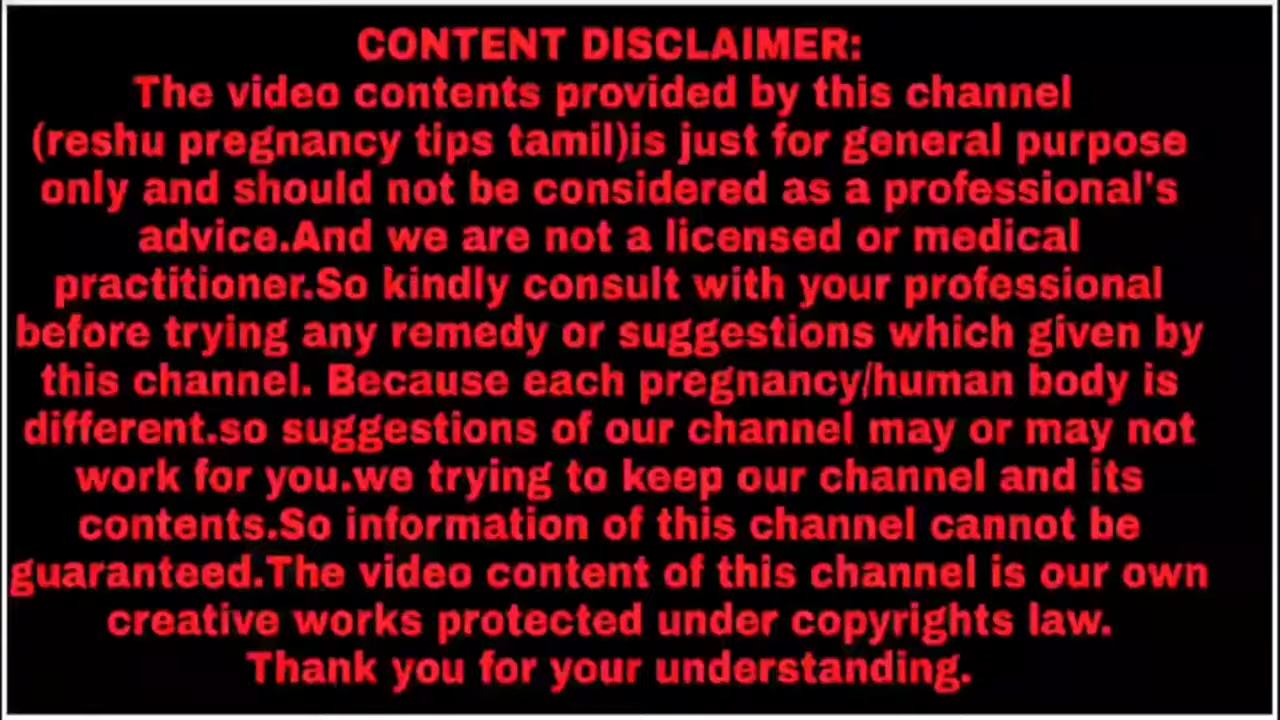 CONTENT DISCLAIMER:
The video contents provided by this channel
(reshu pregnancy tips tamil)is just for general purpose
only and should not be considered as a professional's
advice.And we are not a licensed or medical
practitioner.So kindly consult with your professional
before trying any remedy or suggestions which given by
this channel. Because each pregnancy/human body is
different.so suggestions of our channel may or may not
work for you.we trying to keep our channel and its
contents.So information of this channel cannot be
guaranteed.The video content of this channel is our own
creative works protected under copyrights law.
Thank you for your understanding.